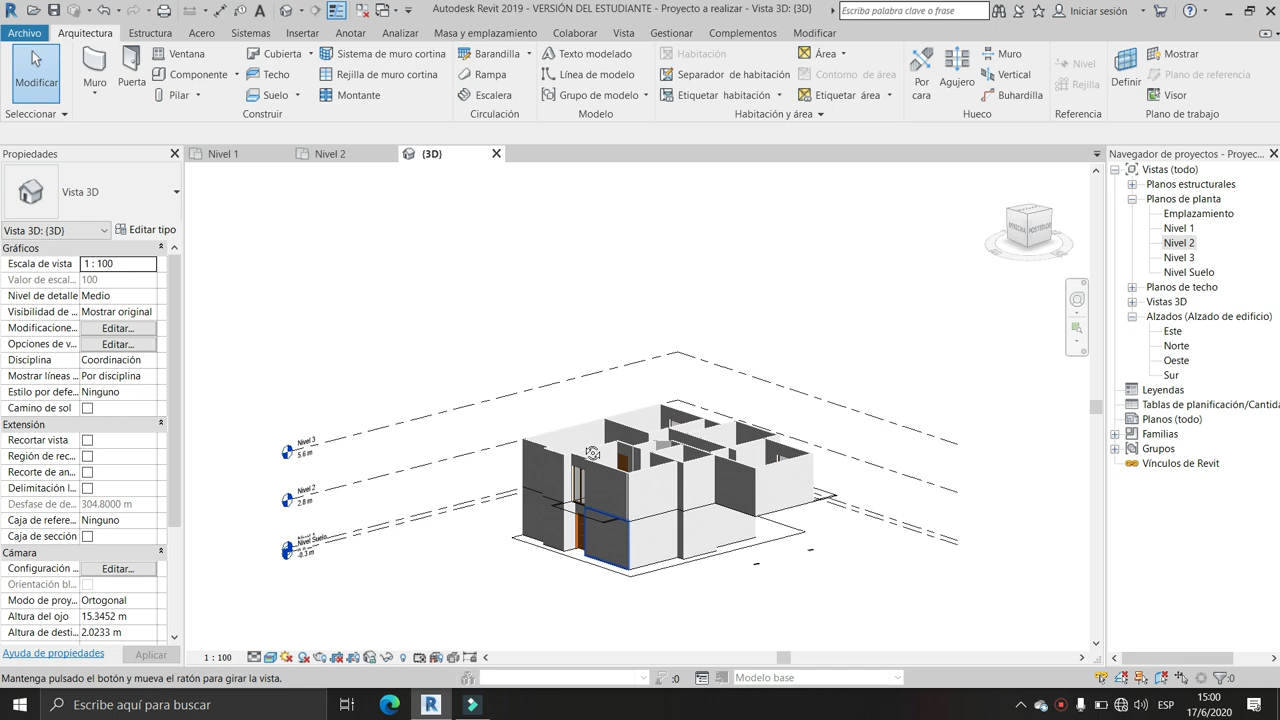 Autodesk Revit 2019 - VERSIÓN DEL ESTUDIANTE - Proyecto a realizar - Vista 3D: {3D}
Escriba palabra clave o frase
Iniciar sesión
Archivo Arquitectura Estructura Acero Sistemas Insertar Anotar Analizar Masa y emplazamiento Colaborar Vista Gestionar Complementos Modificar
Modificar
Muro
Puerta
Ventana
Componente
Pilar
Cubierta
Techo
Suelo
Sistema de muro cortina
Rejilla de muro cortina
Montante
Barandilla
Rampa
Escalera
Texto modelado
Línea de modelo
Grupo de modelo
Habitación
Separador de habitación
Etiquetar habitación
Área
Contorno de área
Etiquetar área
Por cara
Agujero
Muro
Vertical
Buhardilla
Nivel
Rejilla
Definir
Mostrar
Plano de referencia
Visor
Seleccionar Construir Circulación Modelo Habitación y área Hueco Referencia Plano de trabajo
Propiedades
Vista 3D
Vista 3D: {3D}
Editar tipo
Gráficos
Escala de vista 1 : 100
Valor de escal... 100
Nivel de detalle Medio
Visibilidad de ... Mostrar original
Modificacione... Editar...
Opciones de v... Editar...
Disciplina Coordinación
Mostrar líneas ... Por disciplina
Estilo por defe... Ninguno
Camino de sol
Extensión
Recortar vista
Región de rec...
Recorte de an...
Delimitación l...
Desfase de de... 304.8000 m
Caja de refere... Ninguno
Caja de sección
Cámara
Configuración ... Editar...
Orientación bl...
Modo de proy... Ortogonal
Altura del ojo 15.3452 m
Altura de desti... 2.0233 m
Ayuda de propiedades
Aplicar
Nivel 1
Nivel 2
{3D}
Nivel 3
5.6 m
Nivel 2
2.8 m
Nivel Suelo
-0.3 m
Navegador de proyectos - Proyec...
Vistas (todo)
Planos estructurales
Planos de planta
Emplazamiento
Nivel 1
Nivel 2
Nivel 3
Nivel Suelo
Planos de techo
Vistas 3D
Alzados (Alzado de edificio)
Este
Norte
Oeste
Sur
Leyendas
Tablas de planificación/Cantida
Planos (todo)
Familias
Grupos
Vínculos de Revit
1 : 100
Mantenga pulsado el botón y mueva el ratón para girar la vista.
:0
Modelo base
:0
Escribe aquí para buscar
ESP
15:00
17/6/2020